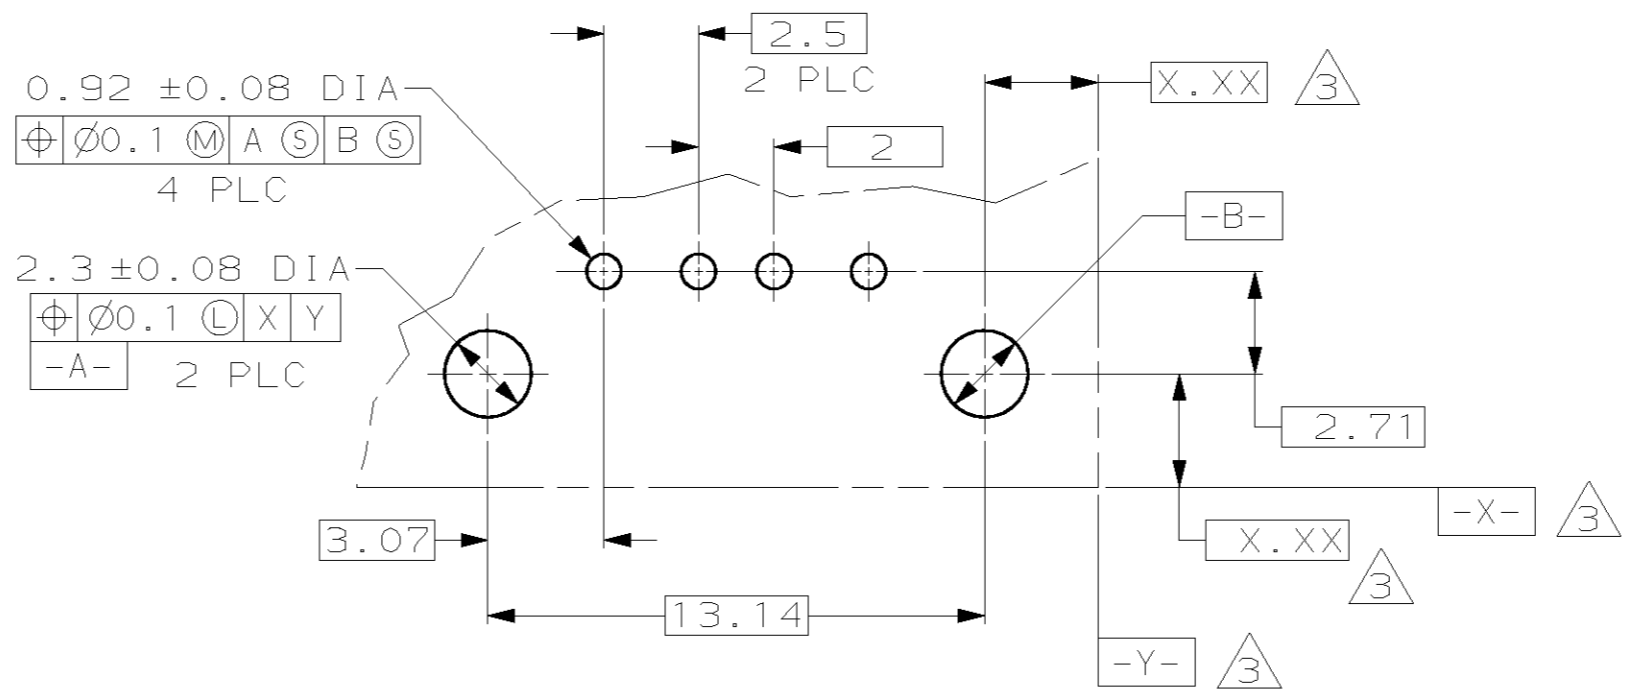 2.5
2 PLC
X.XX 3
0.92 ±0.08 DIA
⌖ Ø0.1 Ⓜ A Ⓢ B Ⓢ
4 PLC
2
-B-
2.3 ±0.08 DIA
⌖ Ø0.1 Ⓛ X Y
-A- 2 PLC
2.71
-X- 3
3.07
X.XX
3
13.14
-Y- 3